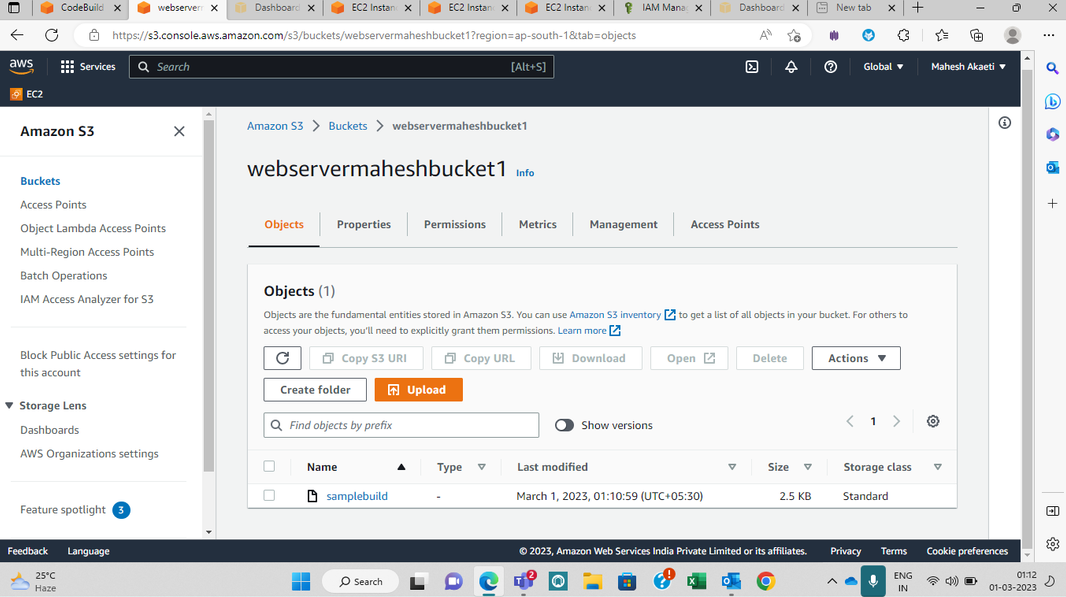 CodeBuild
webserver
Dashboard
EC2 Instan
EC2 Instan
EC2 Instan
IAM Mana
Dashboard
New tab
https://s3.console.aws.amazon.com/s3/buckets/webservermaheshbucket1?region=ap-south-1&tab=objects
aws
Services
Search
[Alt+S]
Global
Mahesh Akaeti
EC2
Amazon S3
Buckets
Access Points
Object Lambda Access Points
Multi-Region Access Points
Batch Operations
IAM Access Analyzer for S3
Block Public Access settings for
this account
Storage Lens
Dashboards
AWS Organizations settings
Feature spotlight 3
Amazon S3 > Buckets > webservermaheshbucket1
webservermaheshbucket1 Info
Objects Properties Permissions Metrics Management Access Points
Objects (1)
Objects are the fundamental entities stored in Amazon S3. You can use Amazon S3 inventory to get a list of all objects in your bucket. For others to
access your objects, you'll need to explicitly grant them permissions. Learn more
Copy S3 URI Copy URL Download Open Delete Actions
Create folder Upload
Find objects by prefix Show versions 1
Name Type Last modified Size Storage class
samplebuild - March 1, 2023, 01:10:59 (UTC+05:30) 2.5 KB Standard
Feedback Language © 2023, Amazon Web Services India Private Limited or its affiliates. Privacy Terms Cookie preferences
25°C
Haze
Search
2
ENG
IN
01:12
01-03-2023